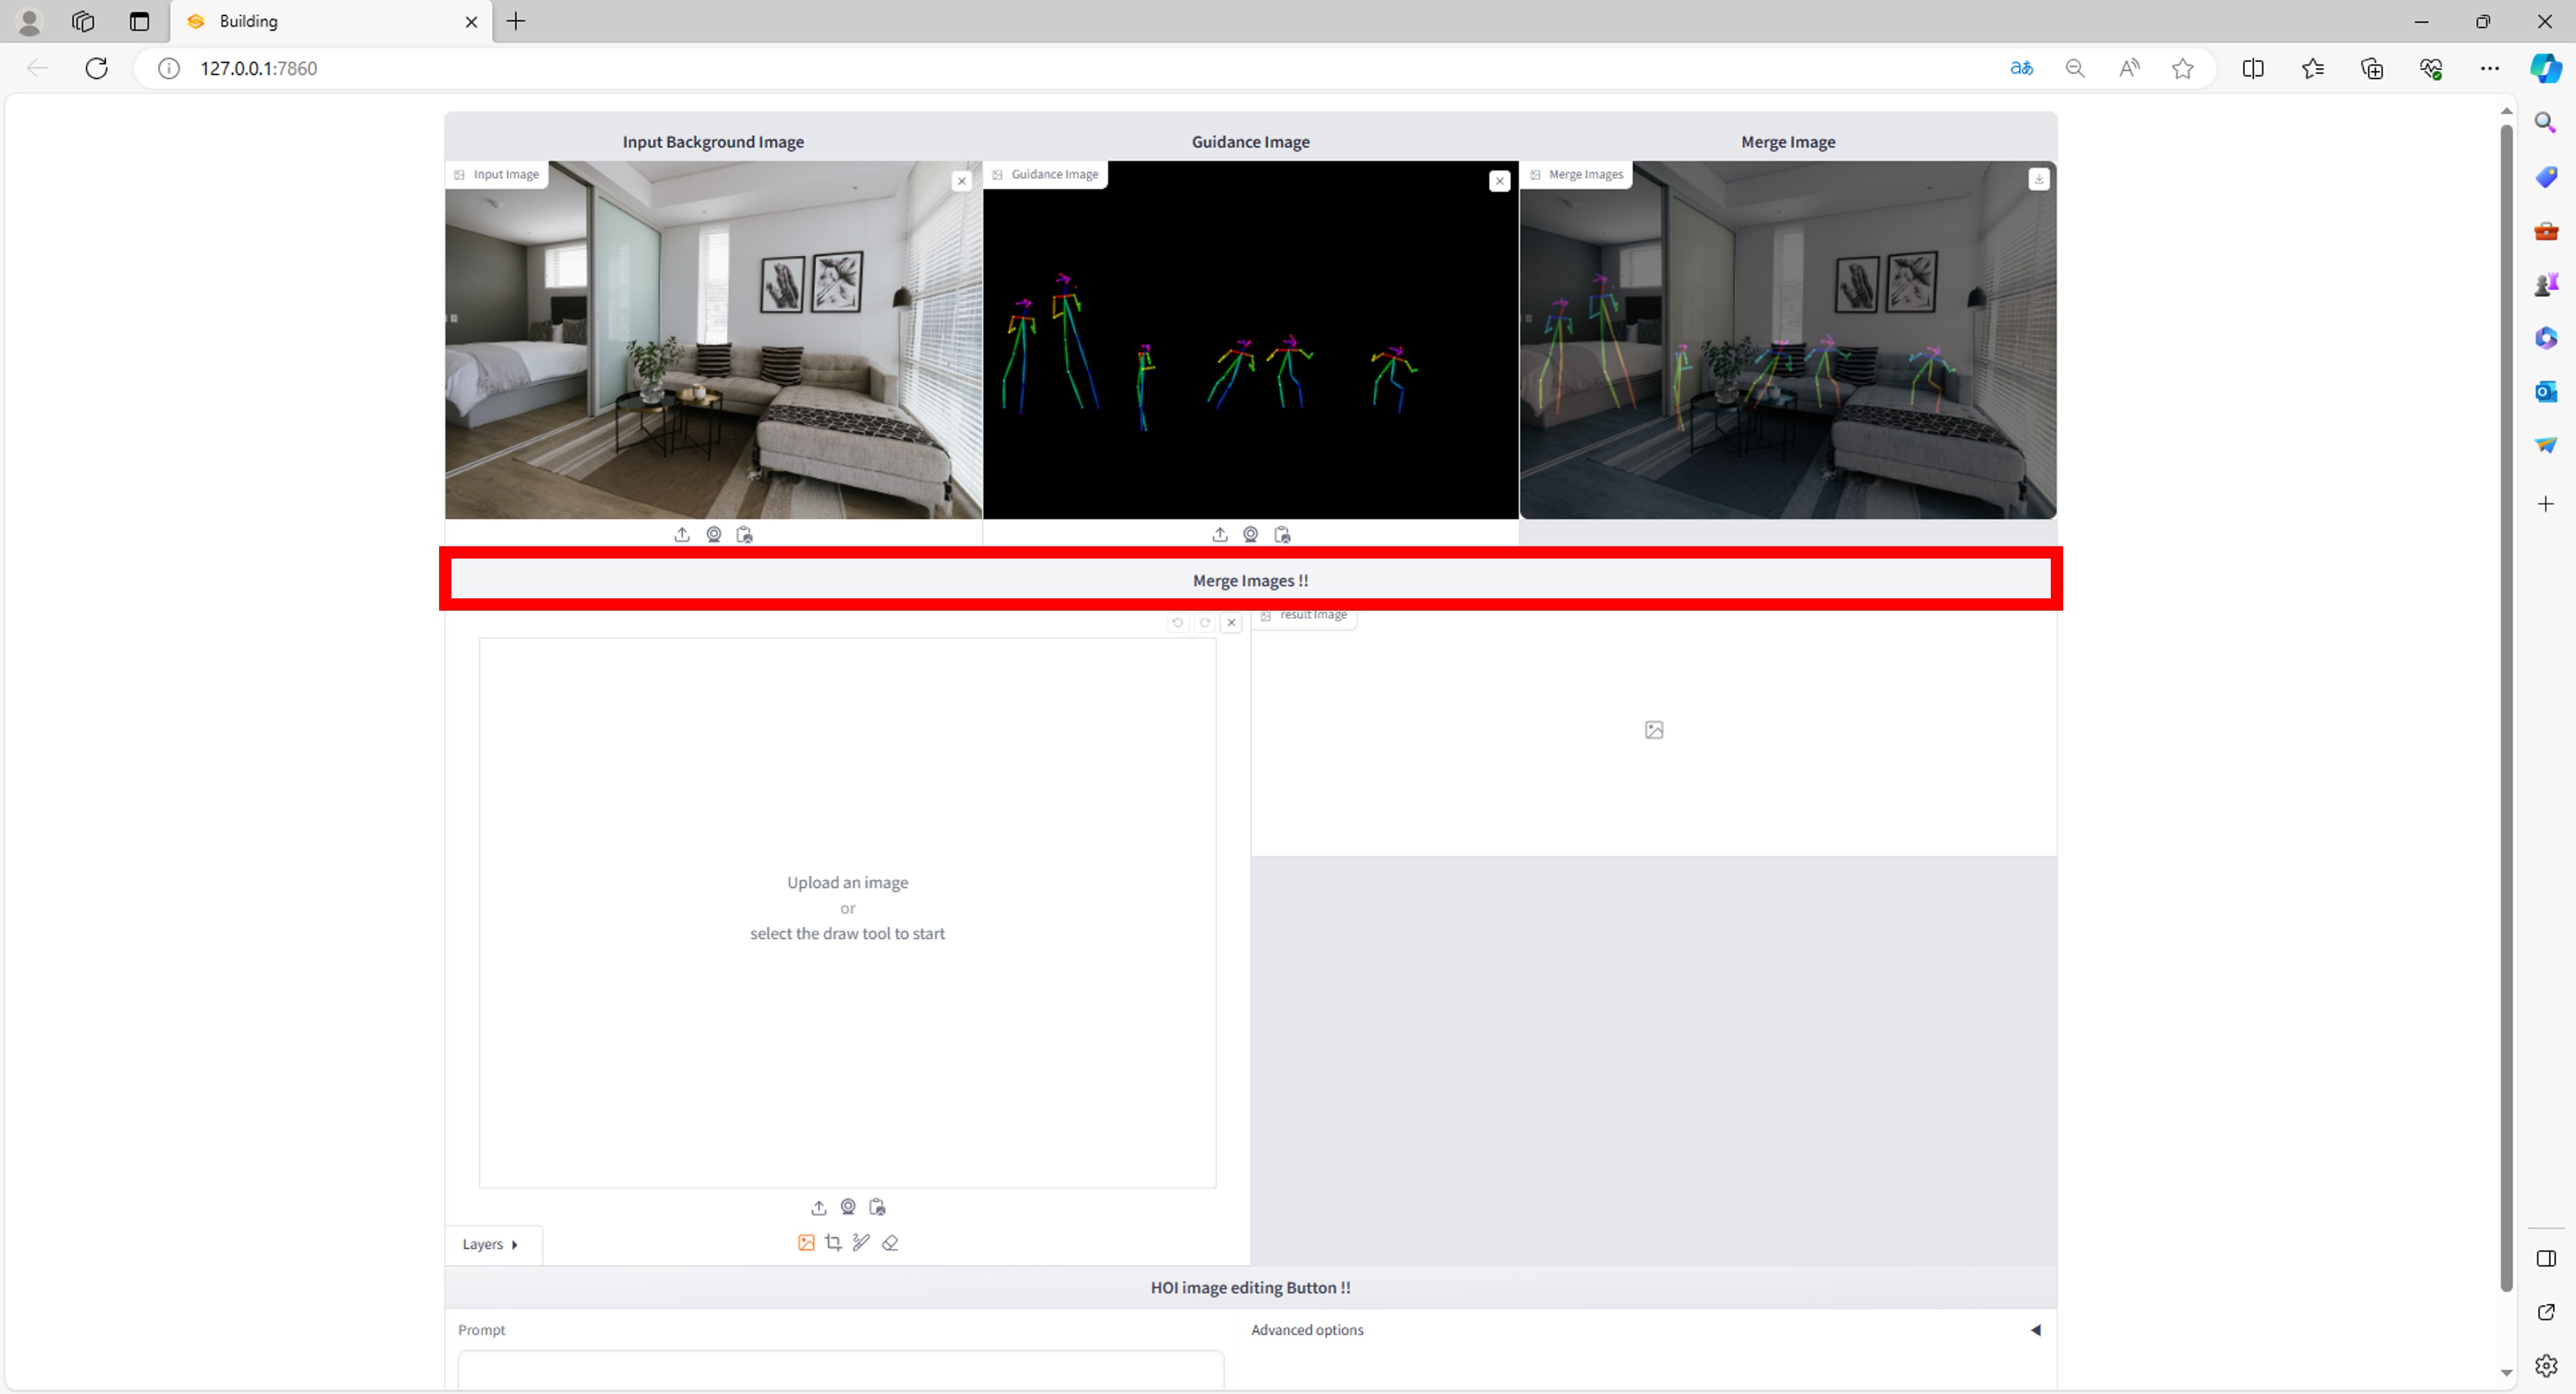 Building
127.0.0.1:7860
aあ
Input Background Image
Guidance Image
Merge Image
Input Image
Guidance Image
Merge Images
Merge Images !!
result Image
Upload an image
or
select the draw tool to start
Layers
HOI image editing Button !!
Prompt
Advanced options